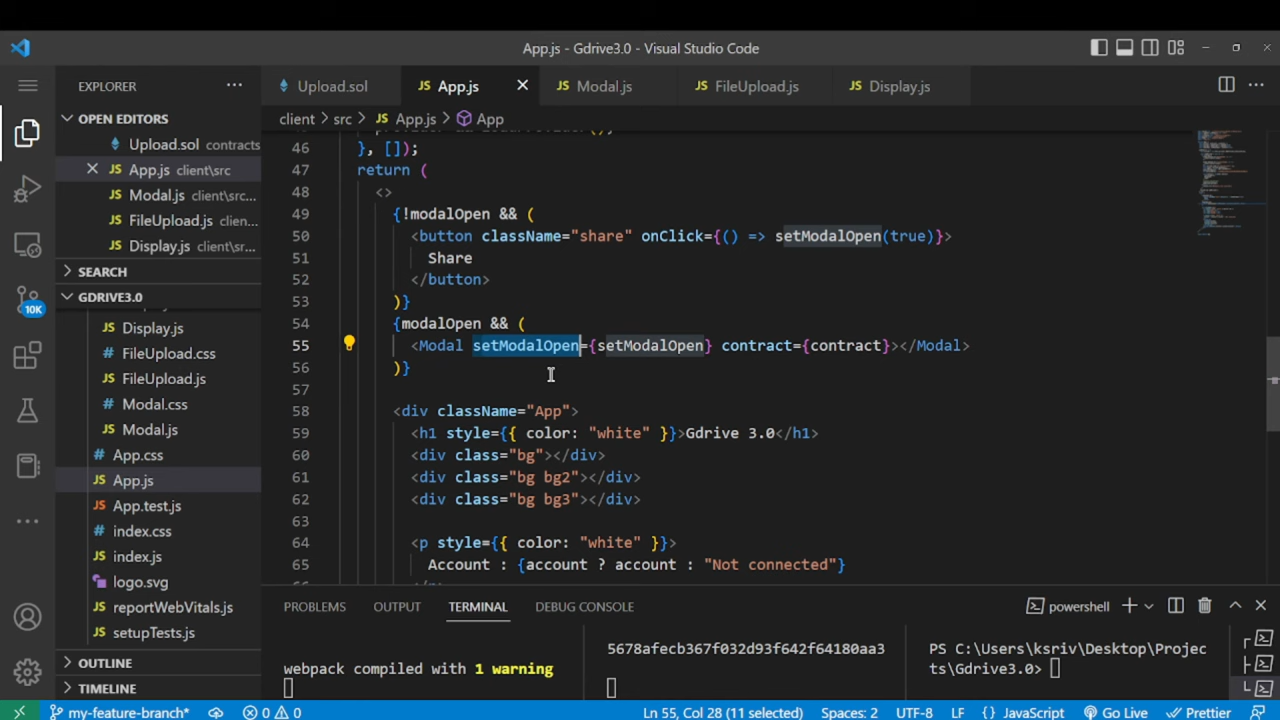 App.js - Gdrive3.0 - Visual Studio Code
EXPLORER
Upload.sol
App.js
Modal.js
FileUpload.js
Display.js
OPEN EDITORS
Upload.sol contracts
App.js client\src
Modal.js client\src...
FileUpload.js clien...
Display.js client\sr...
SEARCH
GDRIVE3.0
Display.js
FileUpload.css
FileUpload.js
Modal.css
Modal.js
App.css
App.js
App.test.js
index.css
index.js
logo.svg
reportWebVitals.js
setupTests.js
OUTLINE
TIMELINE
10K
client > src > App.js > App
46 }, []);
47 return (
48 <>
49 {!modalOpen && (
50 <button className="share" onClick={() => setModalOpen(true)}>
51 Share
52 </button>
53 )}
54 {modalOpen && (
55 <Modal setModalOpen={setModalOpen} contract={contract}></Modal>
56 )}
57
58 <div className="App">
59 <h1 style={{ color: "white" }}>Gdrive 3.0</h1>
60 <div class="bg"></div>
61 <div class="bg bg2"></div>
62 <div class="bg bg3"></div>
63
64 <p style={{ color: "white" }}>
65 Account : {account ? account : "Not connected"}
PROBLEMS OUTPUT TERMINAL DEBUG CONSOLE
powershell
webpack compiled with 1 warning
5678afecb367f032d93f642f64180aa3
PS C:\Users\ksriv\Desktop\Projec
ts\Gdrive3.0>
my-feature-branch* 0 0 Ln 55, Col 28 (11 selected) Spaces: 2 UTF-8 LF {} JavaScript Go Live Prettier